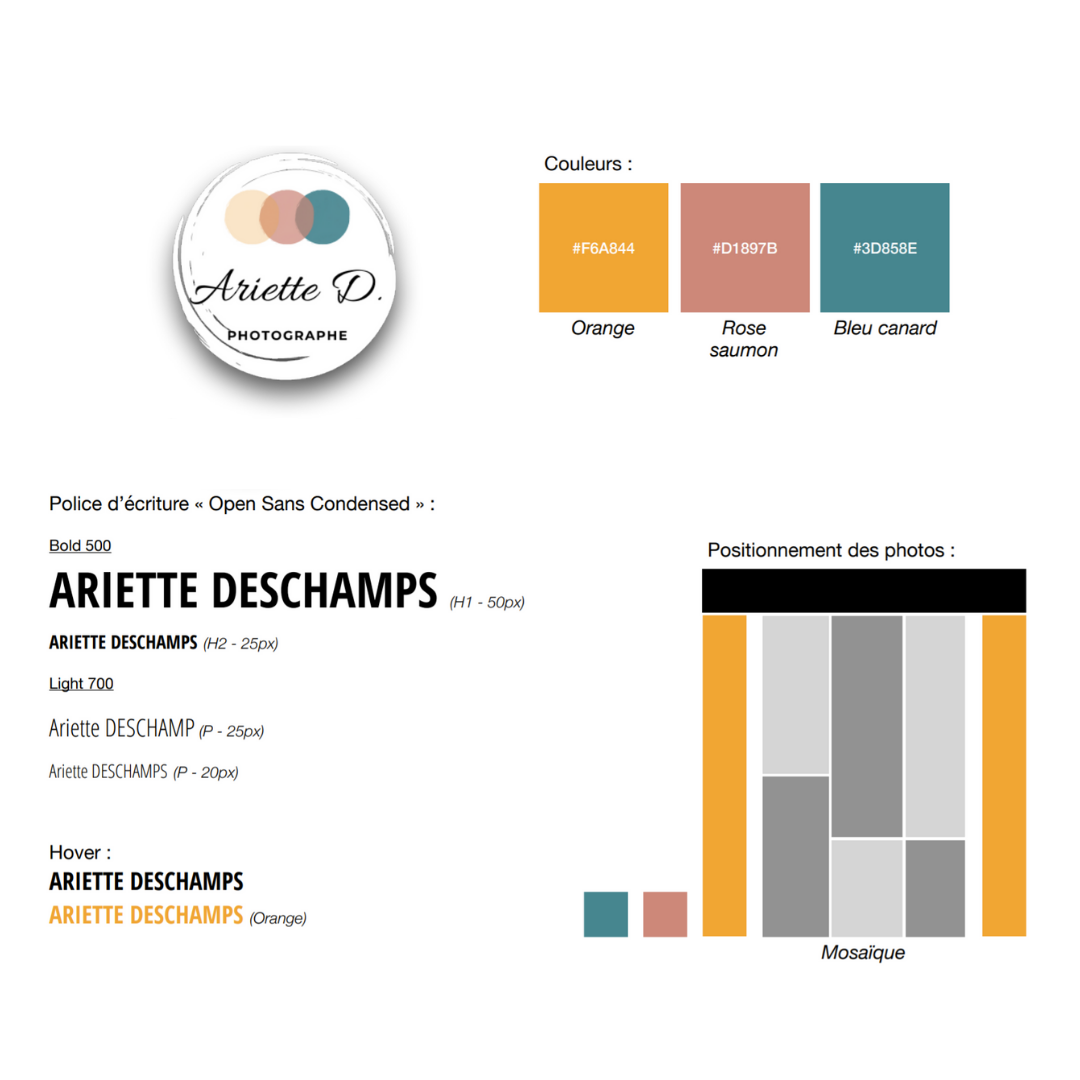 Ariette D.
PHOTOGRAPHE
Couleurs :
#F6A844
#D1897B
#3D858E
Orange
Rose
saumon
Bleu canard
Police d'écriture « Open Sans Condensed » :
Bold 500
ARIETTE DESCHAMPS (H1 - 50px)
ARIETTE DESCHAMPS (H2 - 25px)
Light 700
Ariette DESCHAMP (P - 25px)
Ariette DESCHAMPS (P - 20px)
Hover :
ARIETTE DESCHAMPS
ARIETTE DESCHAMPS (Orange)
Positionnement des photos :
Mosaïque